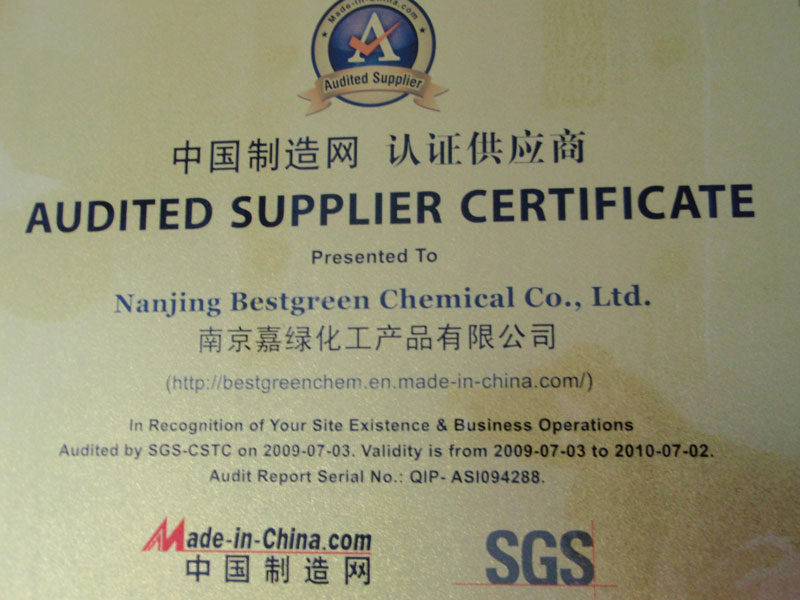 Made-in-China.com
A
Audited Supplier
中国制造网 认证供应商
AUDITED SUPPLIER CERTIFICATE
Presented To
Nanjing Bestgreen Chemical Co., Ltd.
南京嘉绿化工产品有限公司
(http://bestgreenchem.en.made-in-china.com/)
In Recognition of Your Site Existence & Business Operations
Audited by SGS-CSTC on 2009-07-03. Validity is from 2009-07-03 to 2010-07-02.
Audit Report Serial No.: QIP- ASI094288.
Made-in-China.com
中国制造网
SGS